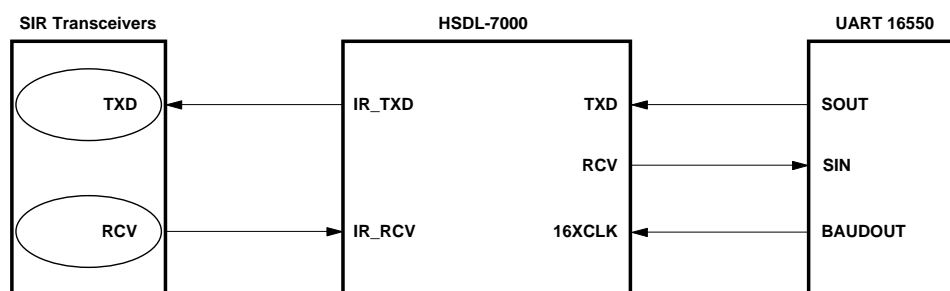 SIR Transceivers HSDL-7000 UART 16550
TXD IR_TXD TXD SOUT
RCV SIN
RCV IR_RCV 16XCLK BAUDOUT